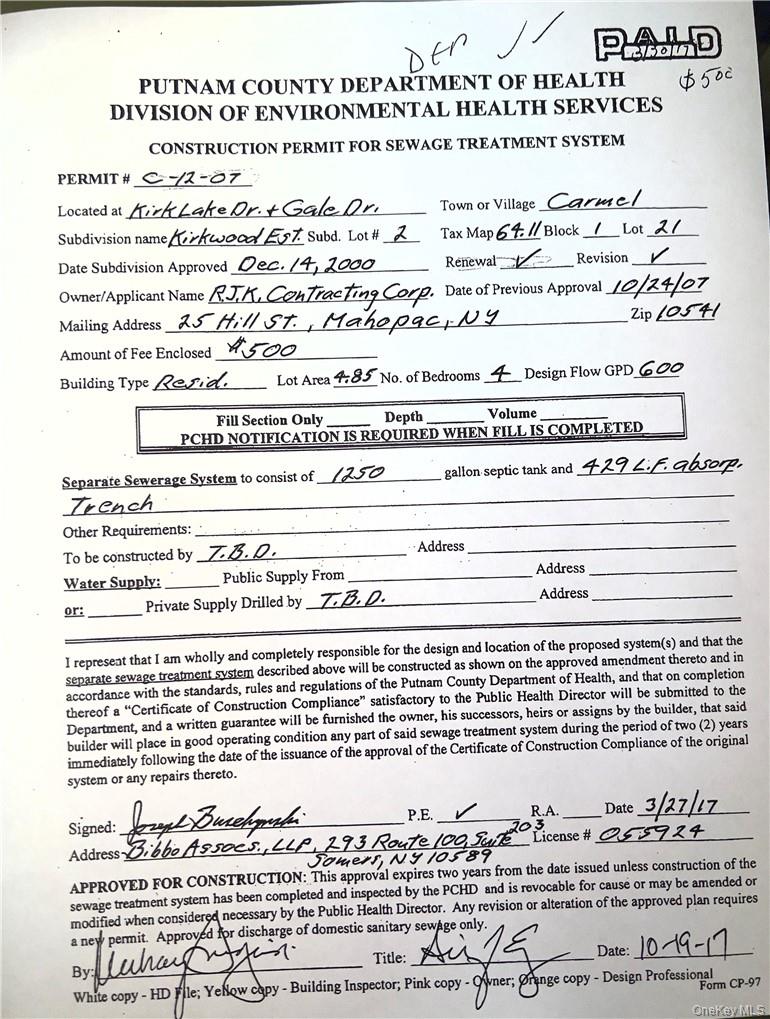 DEP
PAID
$500
PUTNAM COUNTY DEPARTMENT OF HEALTH
DIVISION OF ENVIRONMENTAL HEALTH SERVICES
CONSTRUCTION PERMIT FOR SEWAGE TREATMENT SYSTEM
PERMIT # C-12-07
Located at Kirk Lake Dr. + Gale Dr. Town or Village Carmel
Subdivision name Kirkwood Est. Subd. Lot # 2 Tax Map 64.11 Block 1 Lot 21
Date Subdivision Approved Dec. 14, 2000 Renewal ✓ Revision ✓
Owner/Applicant Name R.J.K. Contracting Corp. Date of Previous Approval 10/24/07
Mailing Address 25 Hill St., Mahopac, NY Zip 10541
Amount of Fee Enclosed $500
Building Type Resid. Lot Area 4.85 No. of Bedrooms 4 Design Flow GPD 600
Fill Section Only Depth Volume
PCHD NOTIFICATION IS REQUIRED WHEN FILL IS COMPLETED
Separate Sewerage System to consist of 1250 gallon septic tank and 429 L.F. absorp.
Trench
Other Requirements:
To be constructed by T.B.D. Address
Water Supply: Public Supply From Address
or: Private Supply Drilled by T.B.D. Address
I represent that I am wholly and completely responsible for the design and location of the proposed system(s) and that the
separate sewage treatment system described above will be constructed as shown on the approved amendment thereto and in
accordance with the standards, rules and regulations of the Putnam County Department of Health, and that on completion
thereof a "Certificate of Construction Compliance" satisfactory to the Public Health Director will be submitted to the
Department, and a written guarantee will be furnished the owner, his successors, heirs or assigns by the builder, that said
builder will place in good operating condition any part of said sewage treatment system during the period of two (2) years
immediately following the date of the issuance of the approval of the Certificate of Construction Compliance of the original
system or any repairs thereto.
Signed: Joseph P.E. ✓ R.A. Date 3/27/17
Address Bibbo Assocs., LLP, 293 Route 100, Suite 203 License # 055924
Somers, NY 10589
APPROVED FOR CONSTRUCTION: This approval expires two years from the date issued unless construction of the
sewage treatment system has been completed and inspected by the PCHD and is revocable for cause or may be amended or
modified when considered necessary by the Public Health Director. Any revision or alteration of the approved plan requires
a new permit. Approved for discharge of domestic sanitary sewage only.
By: Title: Date: 10-19-17
White copy - HD File; Yellow copy - Building Inspector; Pink copy - Owner; Orange copy - Design Professional
Form CP-97
OneKey MLS